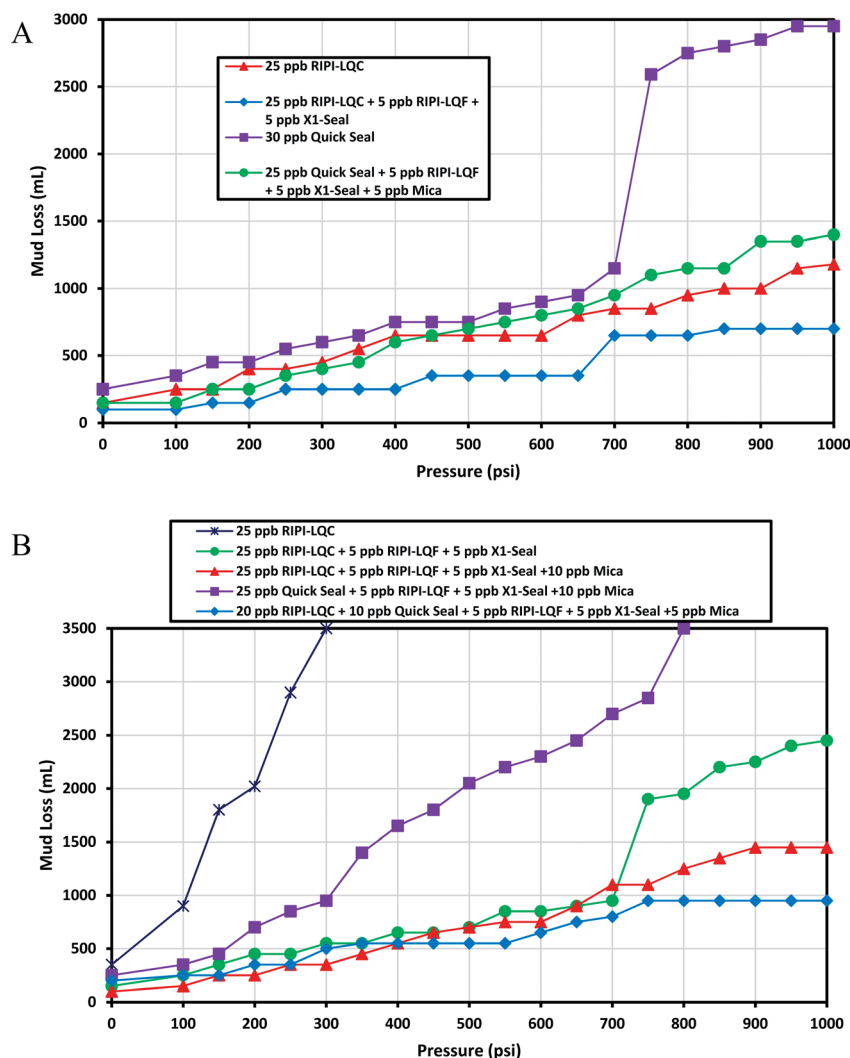 A
3000
2500
2000
1500
1000
500
0
Mud Loss (mL)
25 ppb RIPI-LQC
25 ppb RIPI-LQC + 5 ppb RIPI-LQF +
5 ppb X1-Seal
30 ppb Quick Seal
25 ppb Quick Seal + 5 ppb RIPI-LQF
+ 5 ppb X1-Seal + 5 ppb Mica
0 100 200 300 400 500 600 700 800 900 1000
Pressure (psi)
B
25 ppb RIPI-LQC
25 ppb RIPI-LQC + 5 ppb RIPI-LQF + 5 ppb X1-Seal
25 ppb RIPI-LQC + 5 ppb RIPI-LQF + 5 ppb X1-Seal +10 ppb Mica
25 ppb Quick Seal + 5 ppb RIPI-LQF + 5 ppb X1-Seal +10 ppb Mica
20 ppb RIPI-LQC + 10 ppb Quick Seal + 5 ppb RIPI-LQF + 5 ppb X1-Seal +5 ppb Mica
3500
3000
2500
2000
1500
1000
500
0
Mud Loss (mL)
0 100 200 300 400 500 600 700 800 900 1000
Pressure (psi)